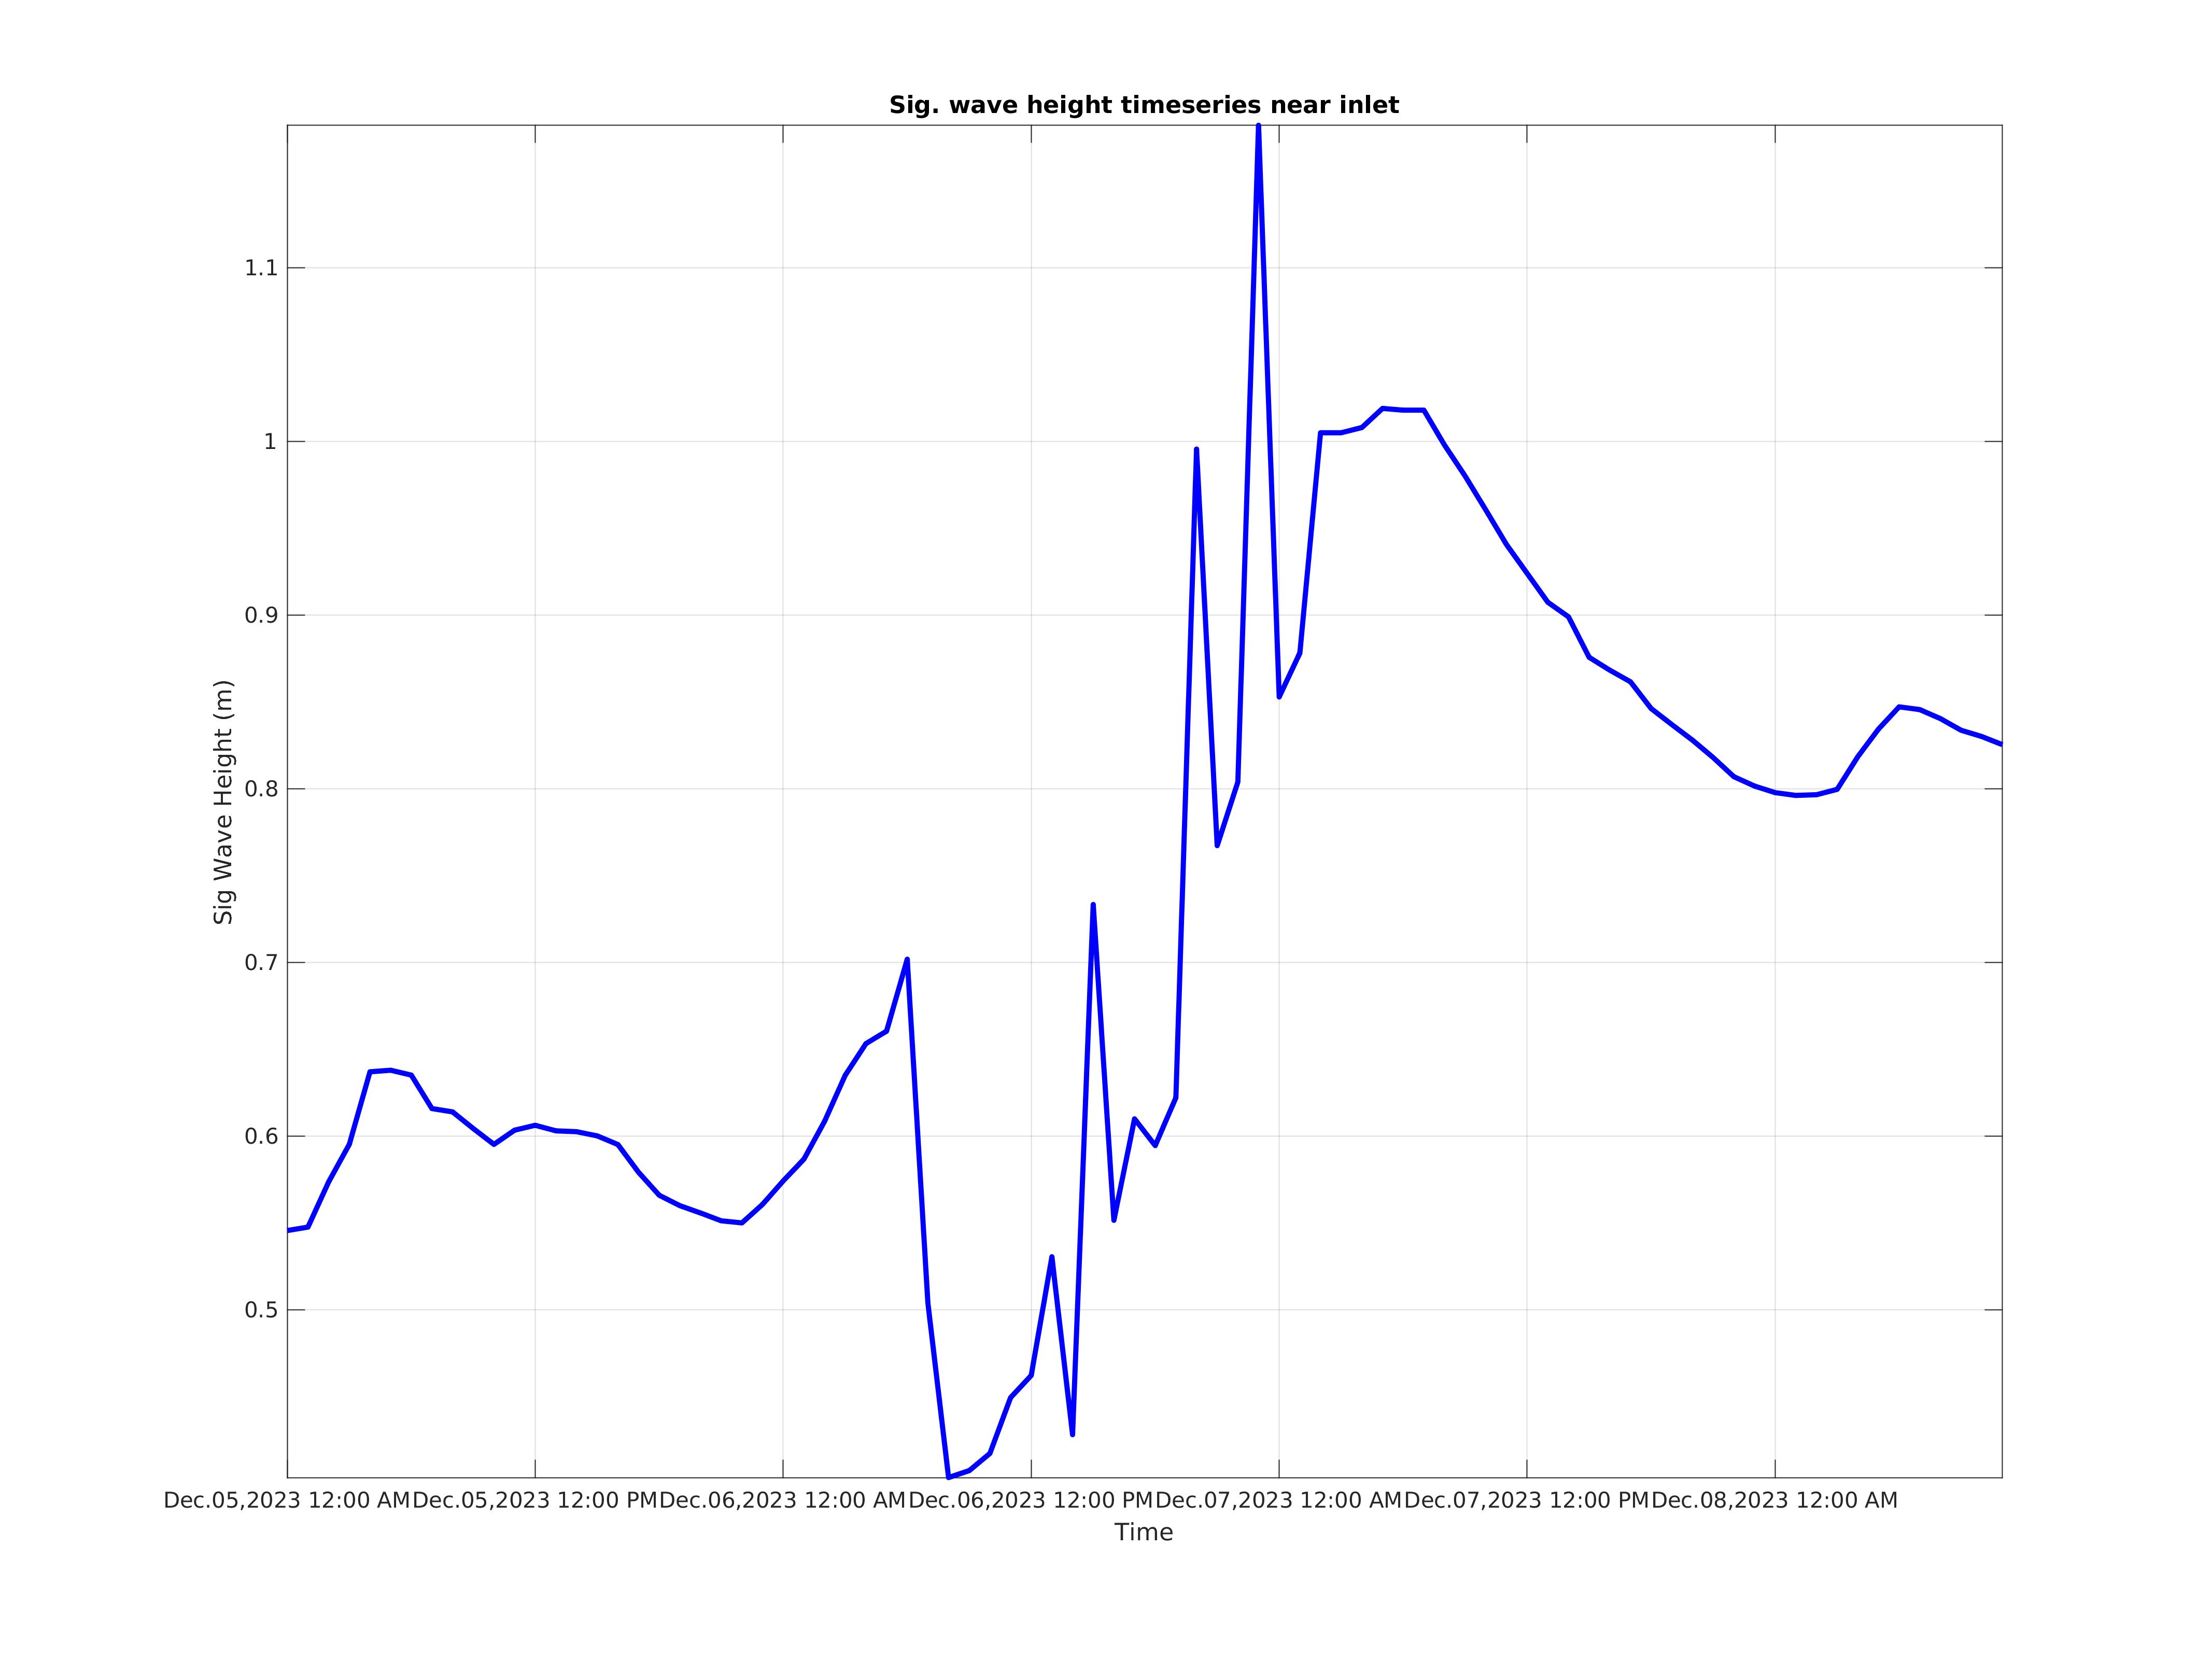 Sig. wave height timeseries near inlet
1.1
1
0.9
0.8
0.7
0.6
0.5
Sig Wave Height (m)
Dec.05,2023 12:00 AM Dec.05,2023 12:00 PM Dec.06,2023 12:00 AM Dec.06,2023 12:00 PM Dec.07,2023 12:00 AM Dec.07,2023 12:00 PM Dec.08,2023 12:00 AM
Time